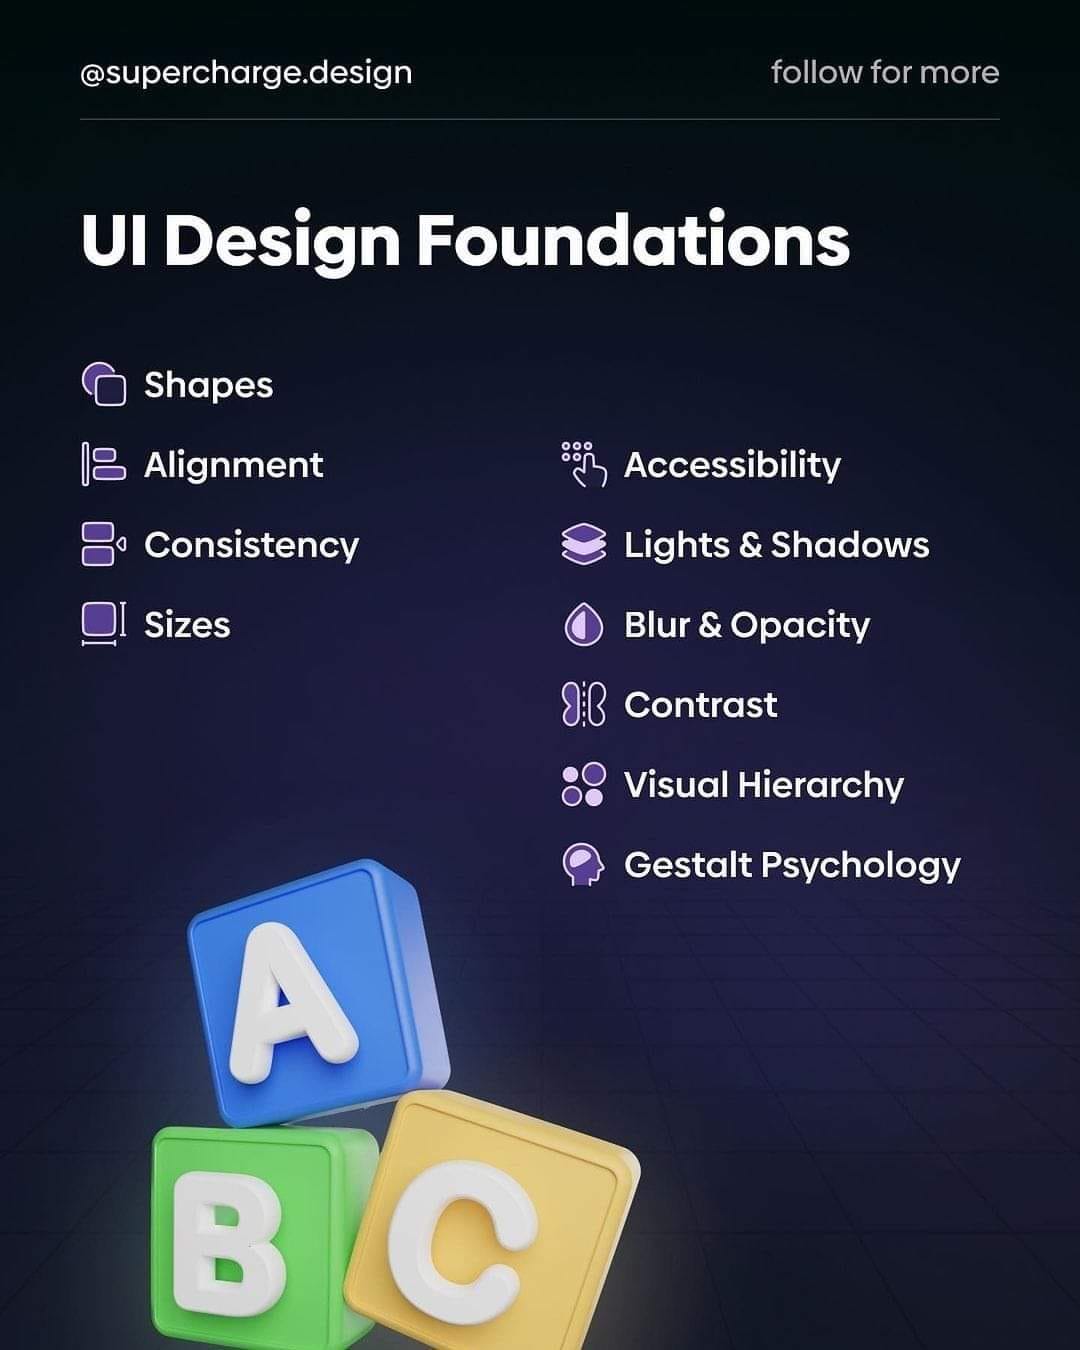 @supercharge.design
follow for more
UI Design Foundations
Shapes
Alignment
Consistency
Sizes
Accessibility
Lights & Shadows
Blur & Opacity
Contrast
Visual Hierarchy
Gestalt Psychology
A
B
C